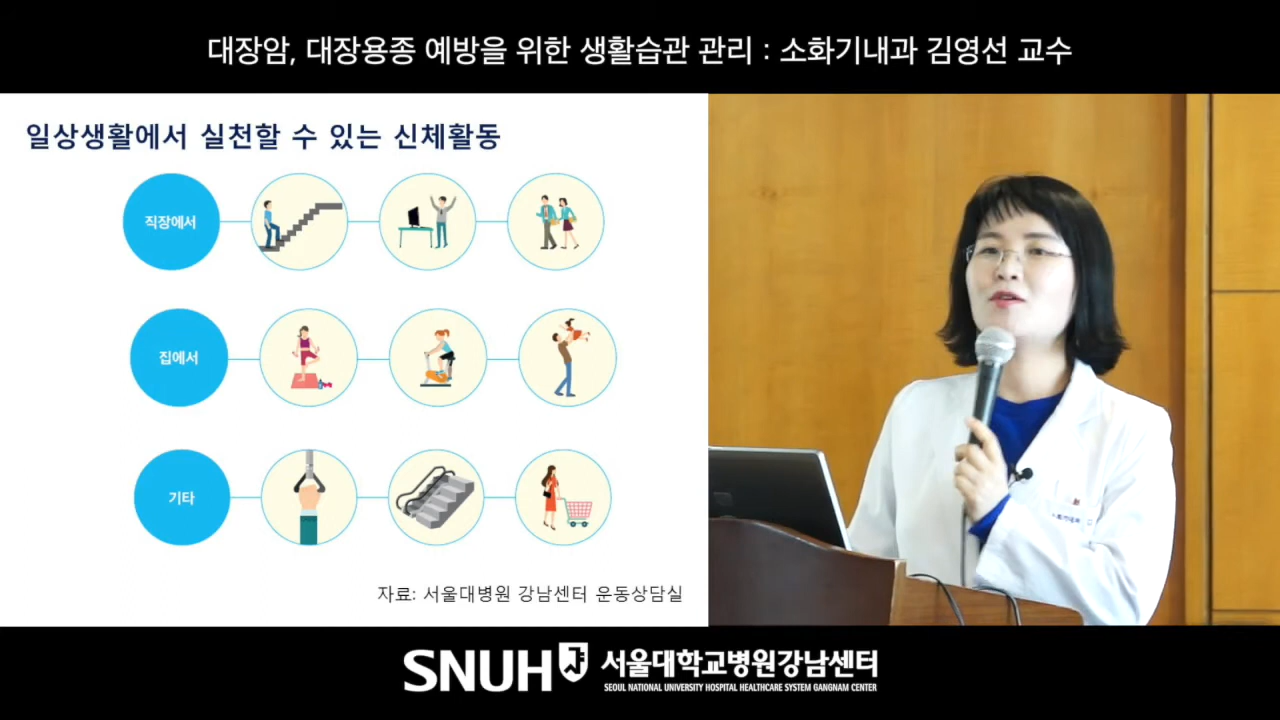 대장암, 대장용종 예방을 위한 생활습관 관리 : 소화기내과 김영선 교수
일상생활에서 실천할 수 있는 신체활동
직장에서
집에서
기타
자료: 서울대병원 강남센터 운동상담실
SNUH 서울대학교병원강남센터
SEOUL NATIONAL UNIVERSITY HOSPITAL HEALTHCARE SYSTEM GANGNAM CENTER